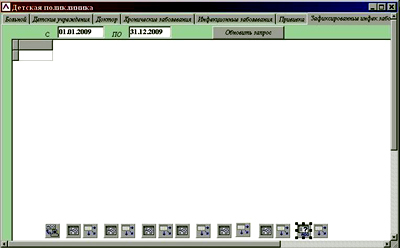 Детская поликлиника
Больной Детские учреждения Доктор Хронические заболевания Инфекционные заболевания Прививки Зафиксированные инфек забо
С 01.01.2009 ПО 31.12.2009 Обновить запрос